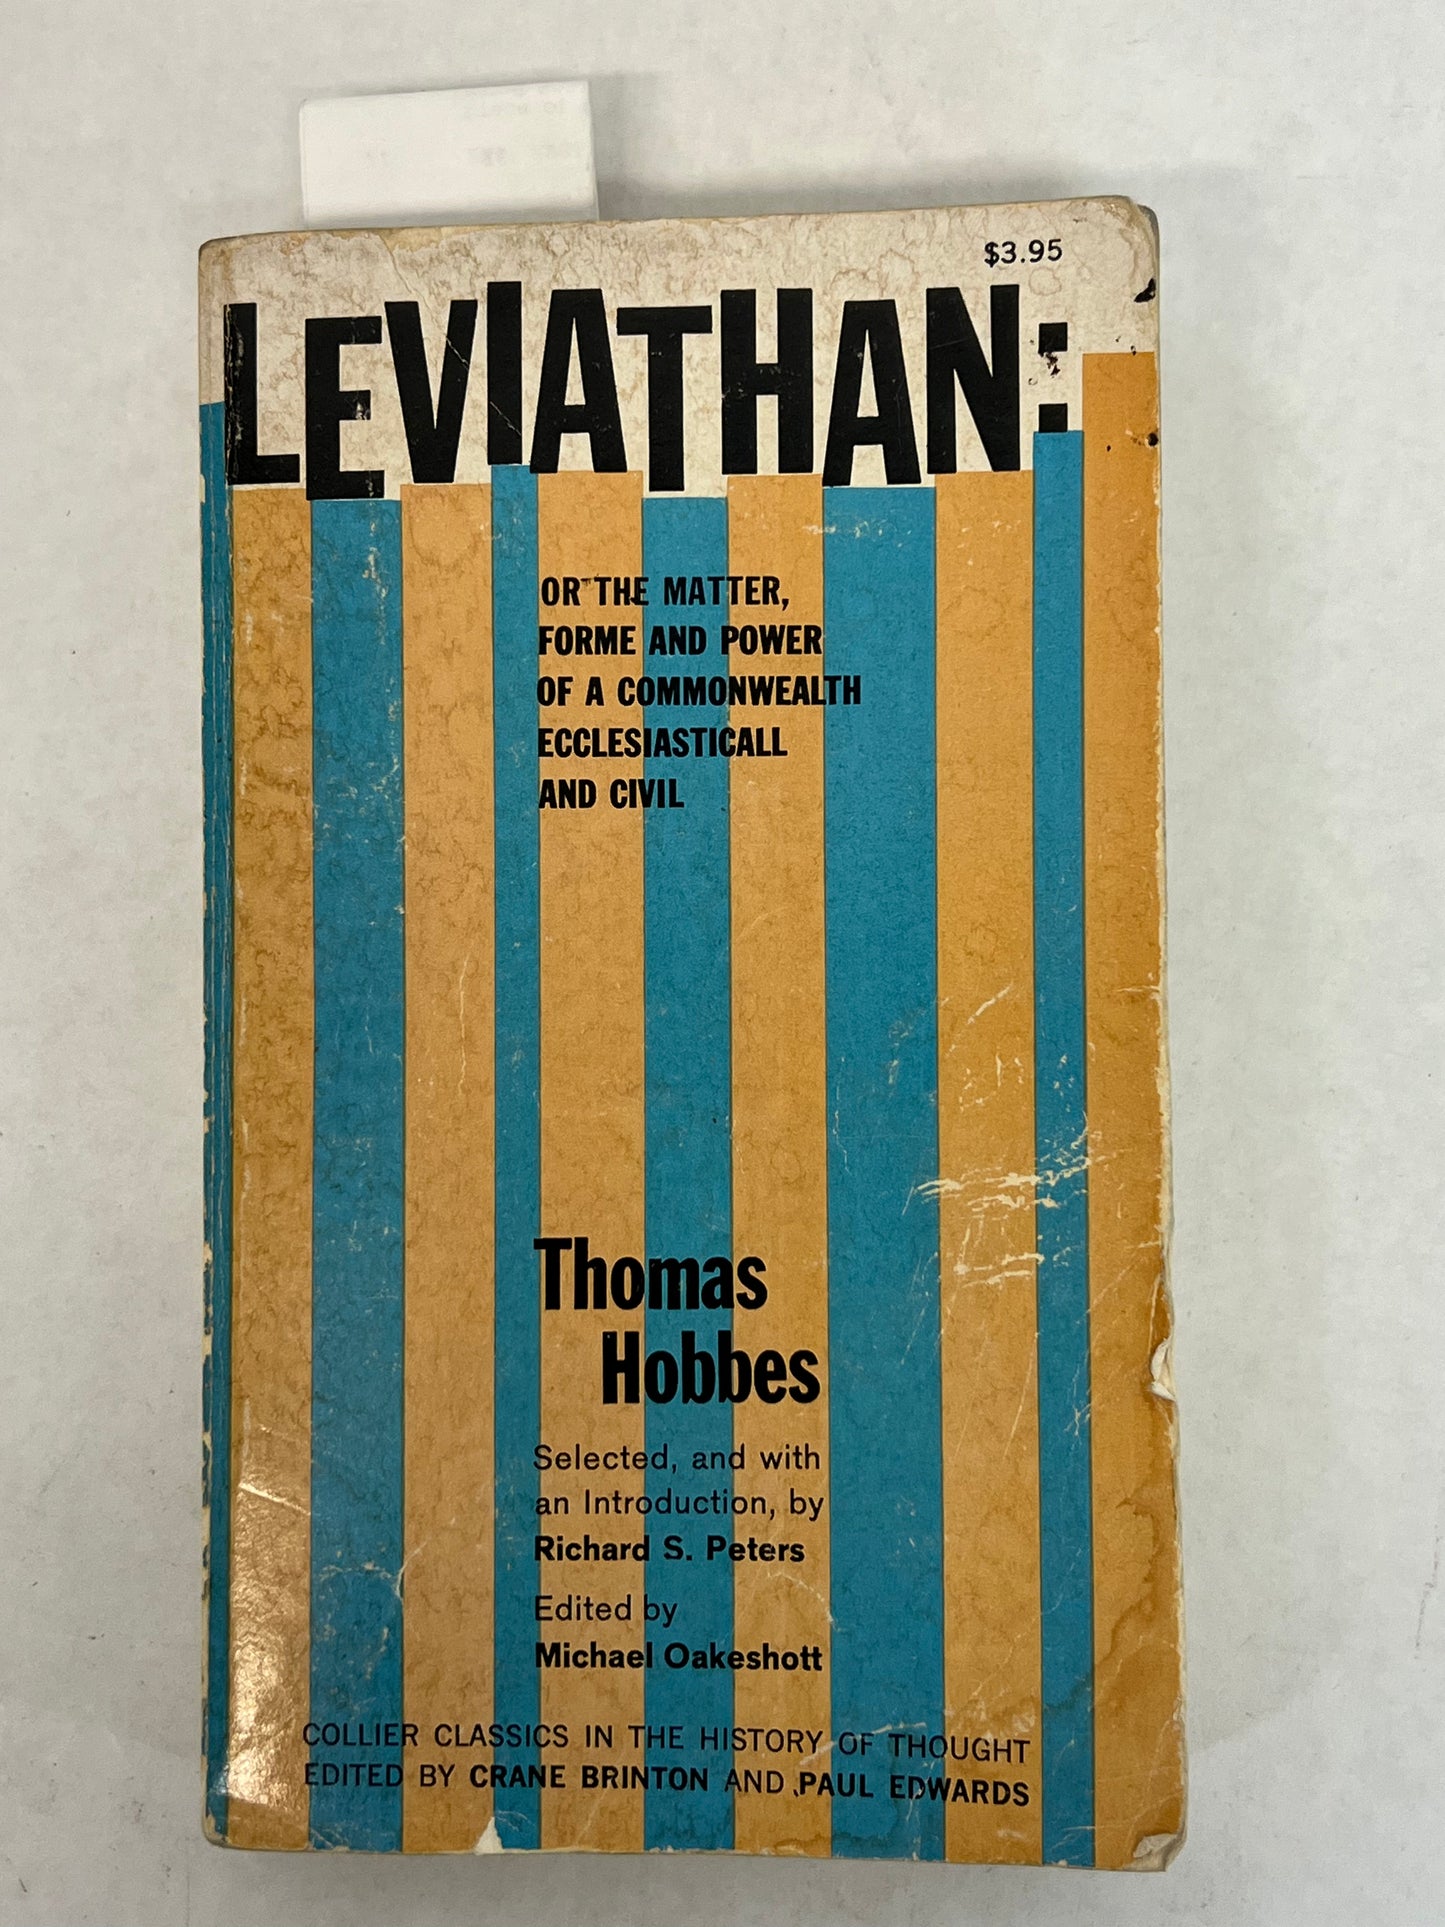 $3.95
LEVIATHAN:
OR THE MATTER,
FORME AND POWER
OF A COMMONWEALTH
ECCLESIASTICALL
AND CIVIL
Thomas
Hobbes
Selected, and with
an Introduction, by
Richard S. Peters
Edited by
Michael Oakeshott
COLLIER CLASSICS IN THE HISTORY OF THOUGHT
EDITED BY CRANE BRINTON AND PAUL EDWARDS